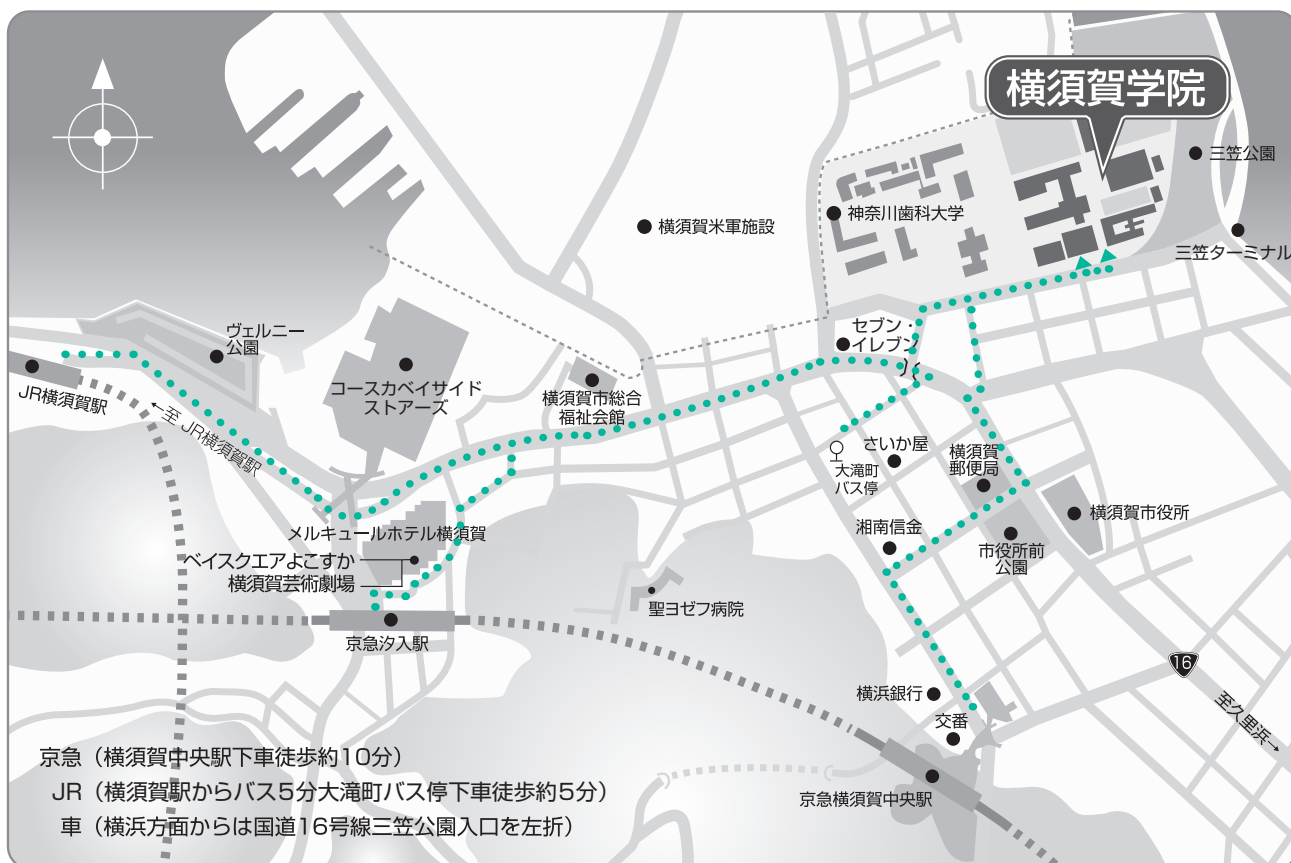 横須賀学院
三笠公園
神奈川歯科大学
横須賀米軍施設
三笠ターミナル
ヴェルニー
公園
セブン・
イレブン
JR横須賀駅
←至 JR横須賀駅
コースカベイサイド
ストアーズ
横須賀市総合
福祉会館
大滝町
バス停
さいか屋
横須賀
郵便局
横須賀市役所
メルキュールホテル横須賀
湘南信金
市役所前
公園
ベイスクエアよこすか
横須賀芸術劇場
聖ヨゼフ病院
京急汐入駅
16
横浜銀行
至久里浜→
交番
京急横須賀中央駅
京急（横須賀中央駅下車徒歩約10分）
JR（横須賀駅からバス5分大滝町バス停下車徒歩約5分）
車（横浜方面からは国道16号線三笠公園入口を左折）